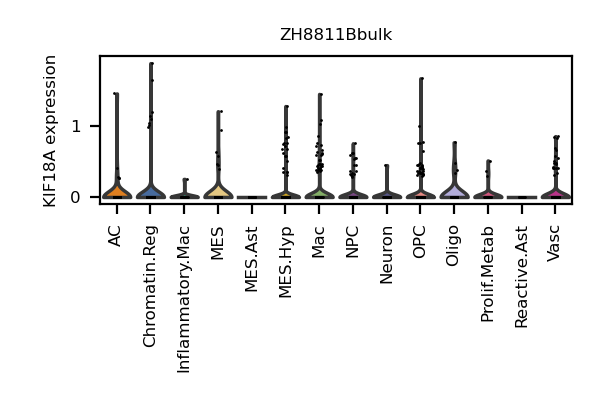 ZH8811Bbulk
KIF18A expression
1
0
AC
Chromatin.Reg
Inflammatory.Mac
MES
MES.Ast
MES.Hyp
Mac
NPC
Neuron
OPC
Oligo
Prolif.Metab
Reactive.Ast
Vasc